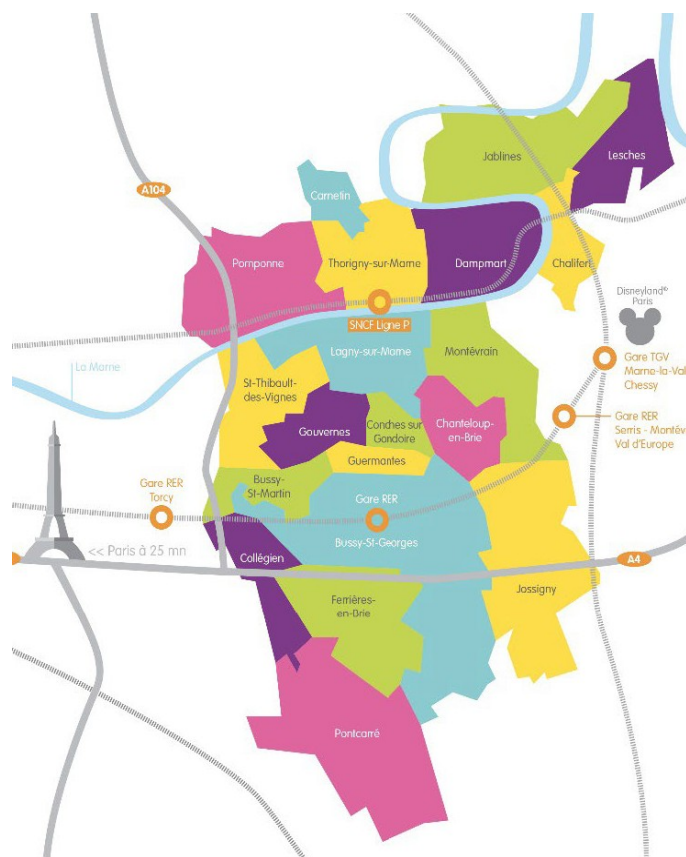 Jablines
Lesches
A104
Carnetin
Pomponne
Thorigny-sur-Marne
Dampmart
Chalifert
Disneyland®
Paris
SNCF Ligne P
Lagny-sur-Marne
Montévrain
La Marne
Gare TGV
Marne-la-Val
Chessy
St-Thibault-
des-Vignes
Gouvernes
Conches sur
Gondoire
Chanteloup-
en-Brie
Gare RER
Serris - Montév
Val d'Europe
Guermantes
Bussy-
St-Martin
Gare RER
Torcy
Gare RER
Bussy-St-Georges
<< Paris à 25 mn
Collégien
A4
Jossigny
Ferrières-
en-Brie
Pontcarré